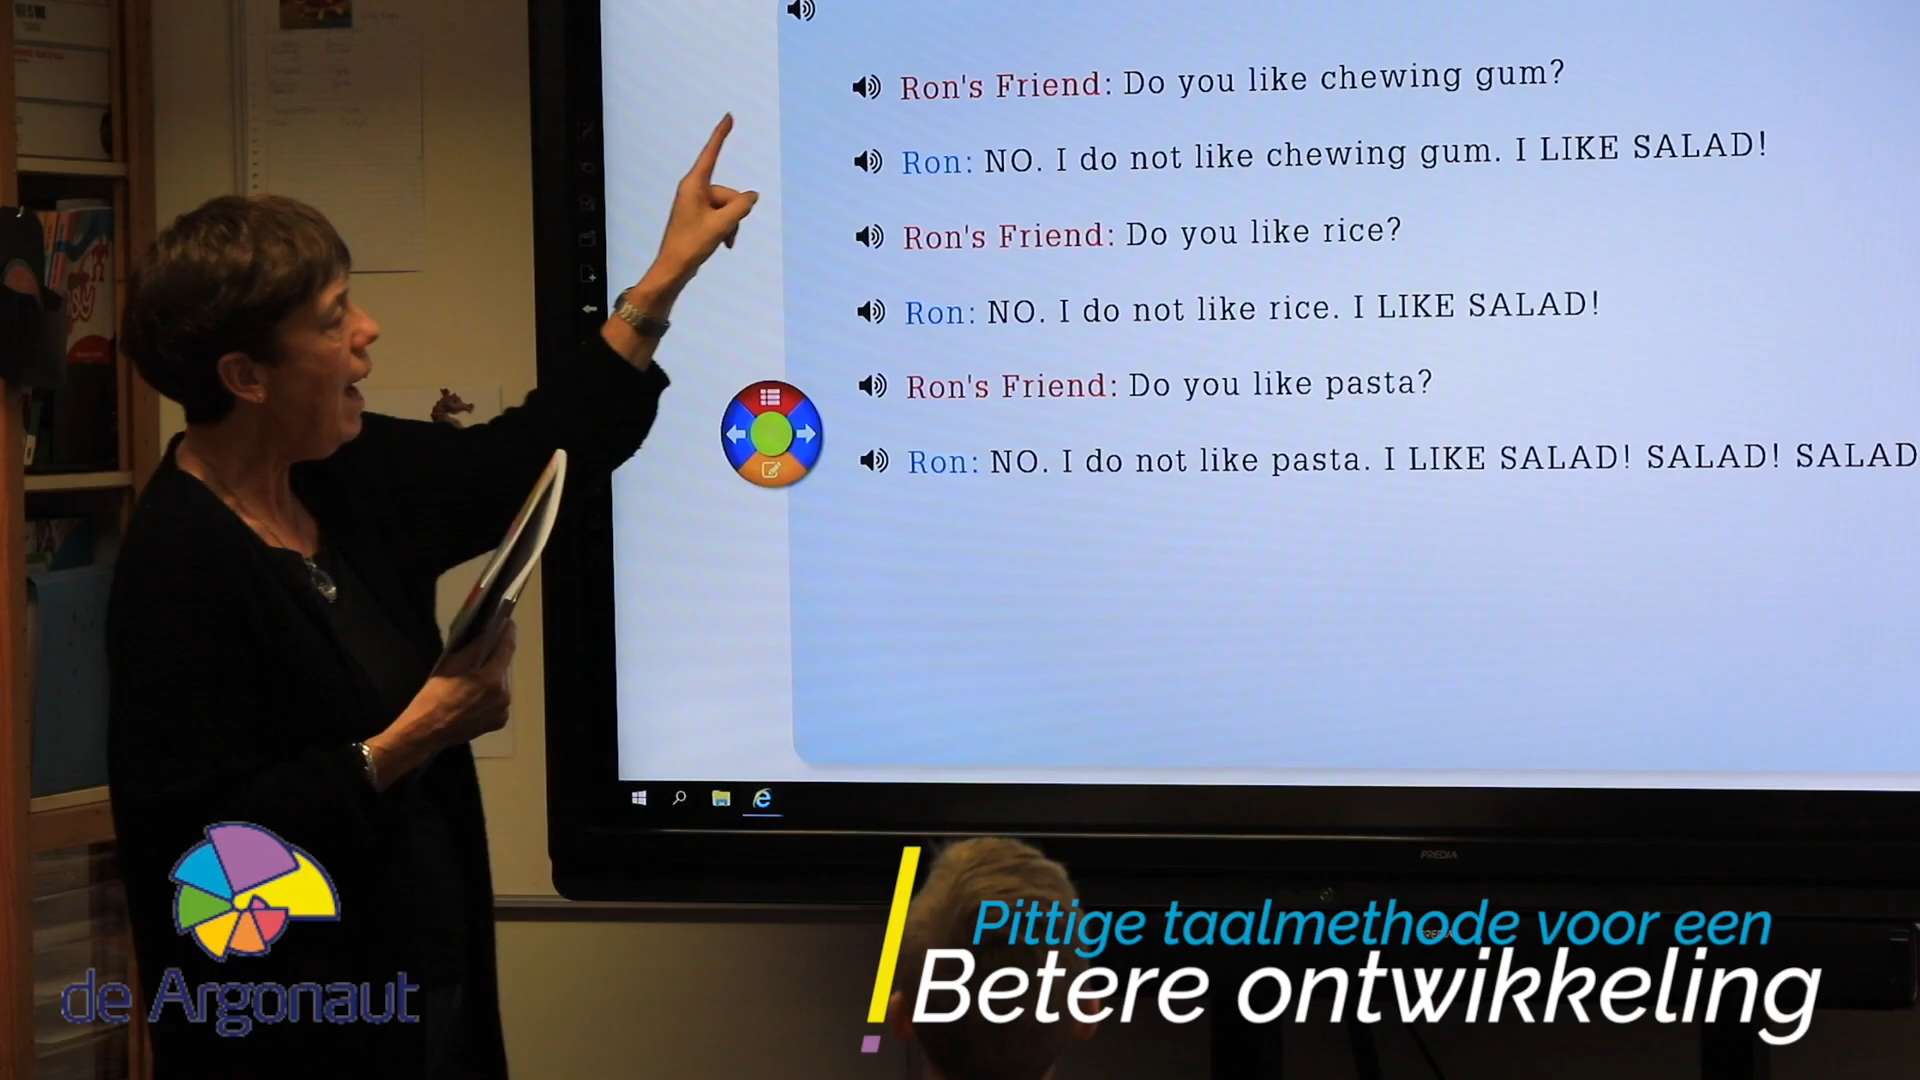 Ron's Friend: Do you like chewing gum?
Ron: NO. I do not like chewing gum. I LIKE SALAD!
Ron's Friend: Do you like rice?
Ron: NO. I do not like rice. I LIKE SALAD!
Ron's Friend: Do you like pasta?
Ron: NO. I do not like pasta. I LIKE SALAD! SALAD! SALAD
PREDIA
Pittige taalmethode voor een
Betere ontwikkeling
de Argonaut